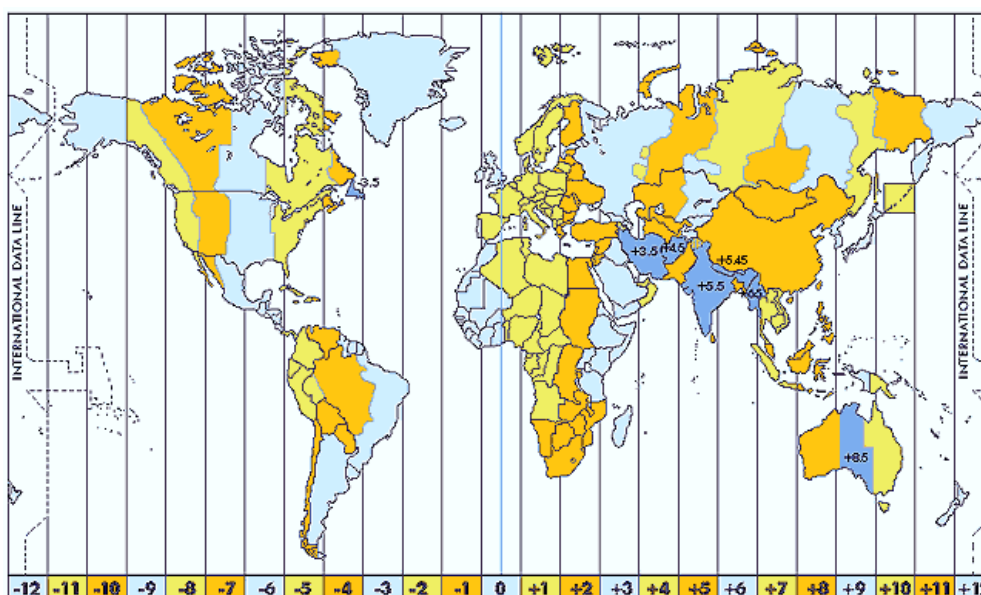 -3.5
+3.5
+4.5
+5.45
+5.5
+6.5
+8.5
INTERNATIONAL DATA LINE
INTERNATIONAL DATA LINE
-12 -11 -10 -9 -8 -7 -6 -5 -4 -3 -2 -1 0 +1 +2 +3 +4 +5 +6 +7 +8 +9 +10 +11